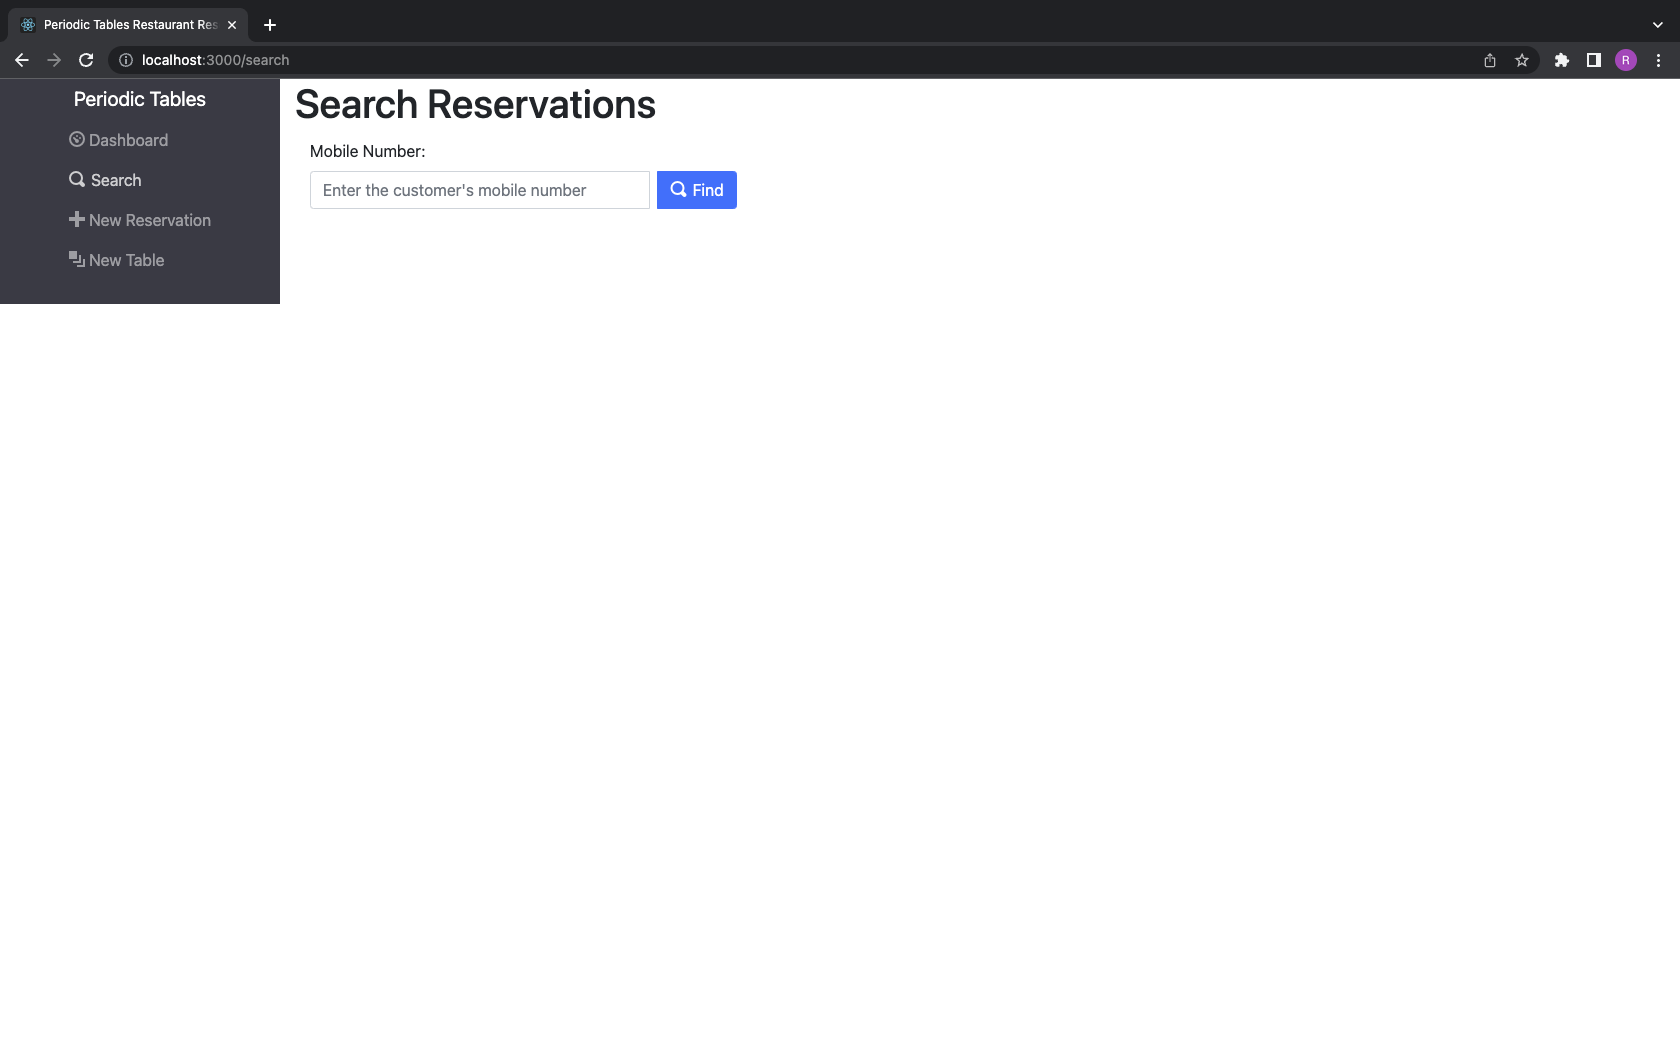 Periodic Tables Restaurant Res
localhost:3000/search
R
Periodic Tables
Dashboard
Search
New Reservation
New Table
Search Reservations
Mobile Number:
Enter the customer's mobile number
Find